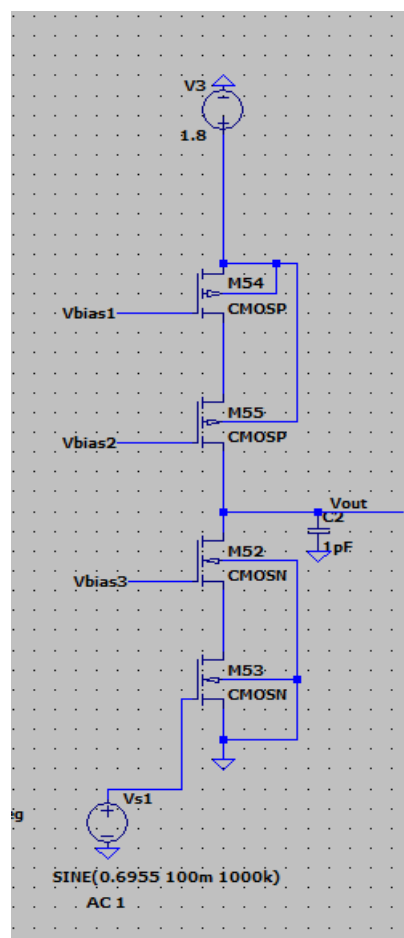 V3
1.8
M54
CMOSP
Vbias1
M55
CMOSP
Vbias2
Vout
C2
1pF
M52
CMOSN
Vbias3
M53
CMOSN
Vs1
eg
SINE(0.6955 100m 1000k)
AC 1